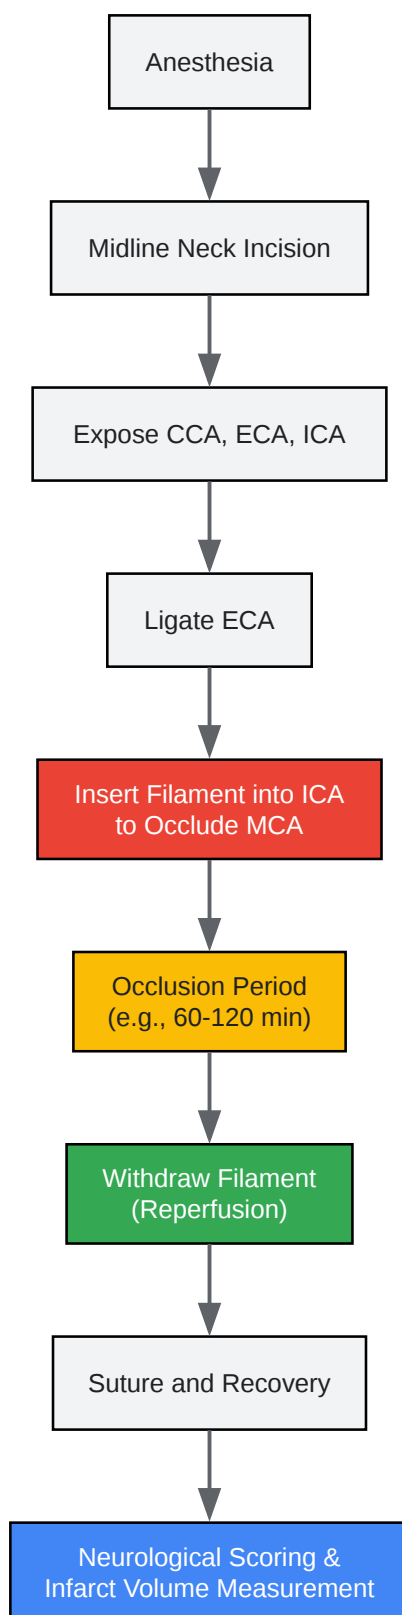 Anesthesia
Midline Neck Incision
Expose CCA, ECA, ICA
Ligate ECA
Insert Filament into ICA
to Occlude MCA
Occlusion Period
(e.g., 60-120 min)
Withdraw Filament
(Reperfusion)
Suture and Recovery
Neurological Scoring &
Infarct Volume Measurement